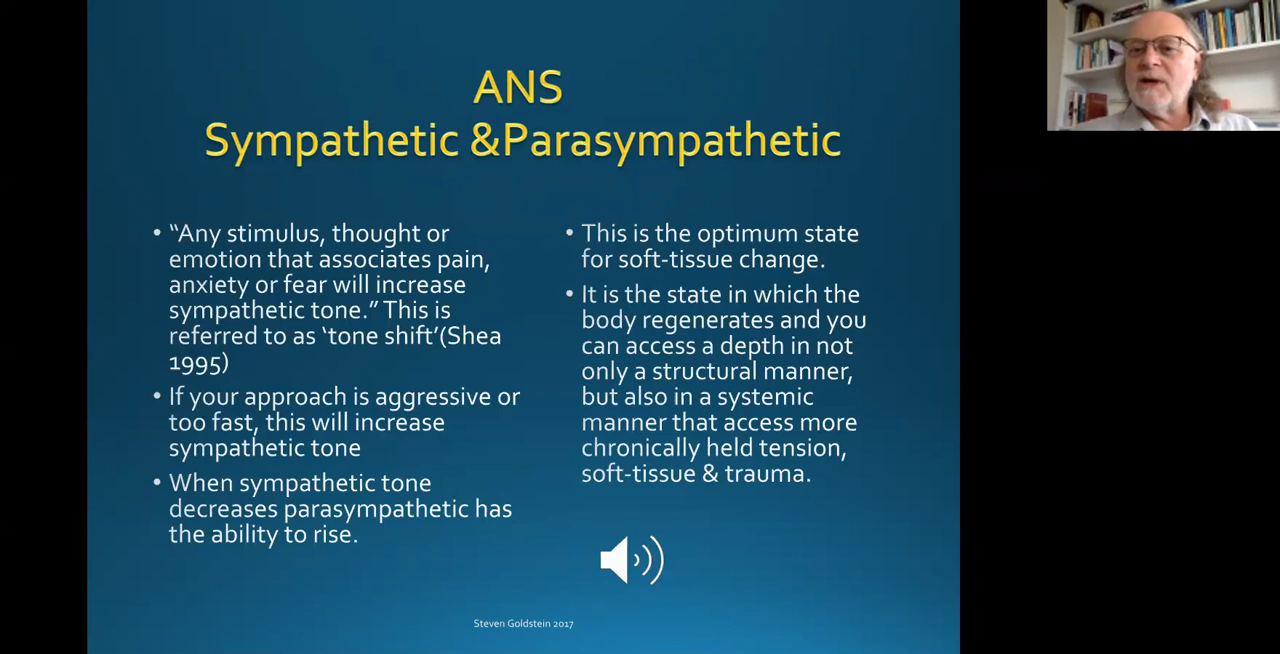 ANS
Sympathetic &Parasympathetic
• “Any stimulus, thought or
emotion that associates pain,
anxiety or fear will increase
sympathetic tone.” This is
referred to as ‘tone shift’(Shea
1995)
• If your approach is aggressive or
too fast, this will increase
sympathetic tone
• When sympathetic tone
decreases parasympathetic has
the ability to rise.
• This is the optimum state
for soft-tissue change.
• It is the state in which the
body regenerates and you
can access a depth in not
only a structural manner,
but also in a systemic
manner that access more
chronically held tension,
soft-tissue & trauma.
Steven Goldstein 2017